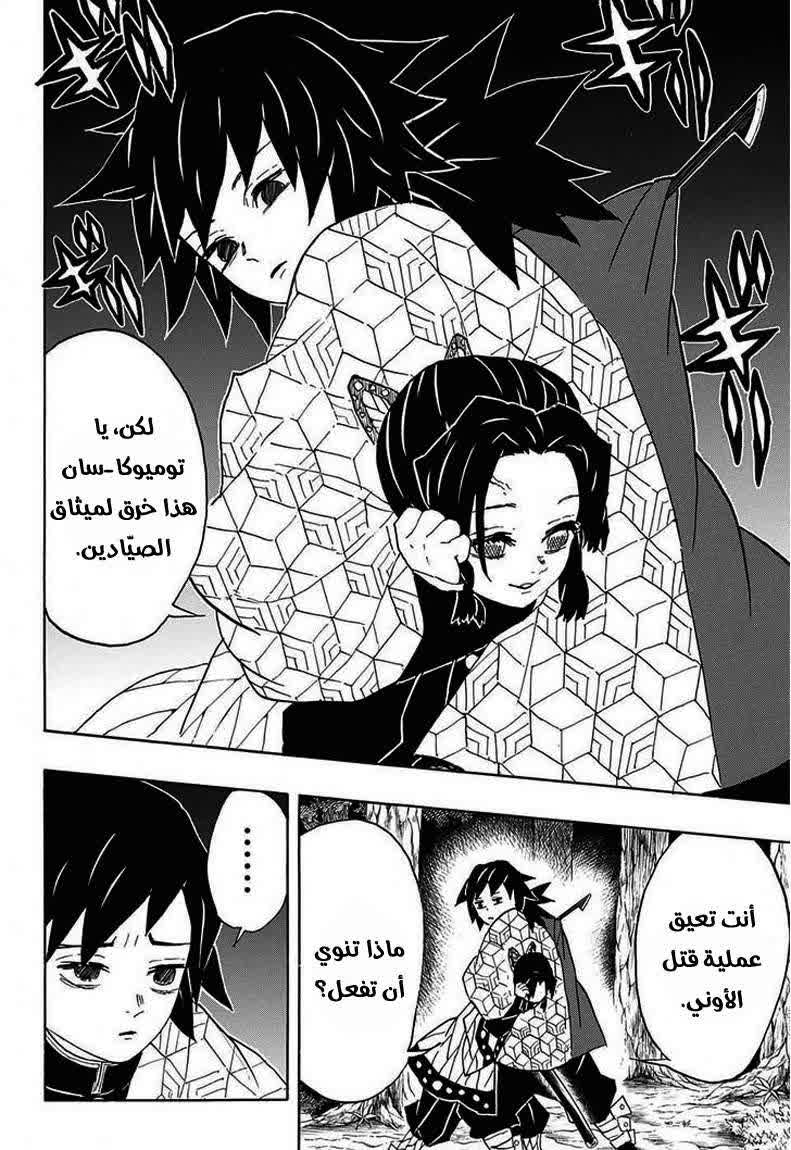 لكن، يا
توميوكا-سان
هذا خرق لميثاق
الصيّادين.
أنت تعيق
عملية قتل
الأوني.
ماذا تنوي
أن تفعل؟
......